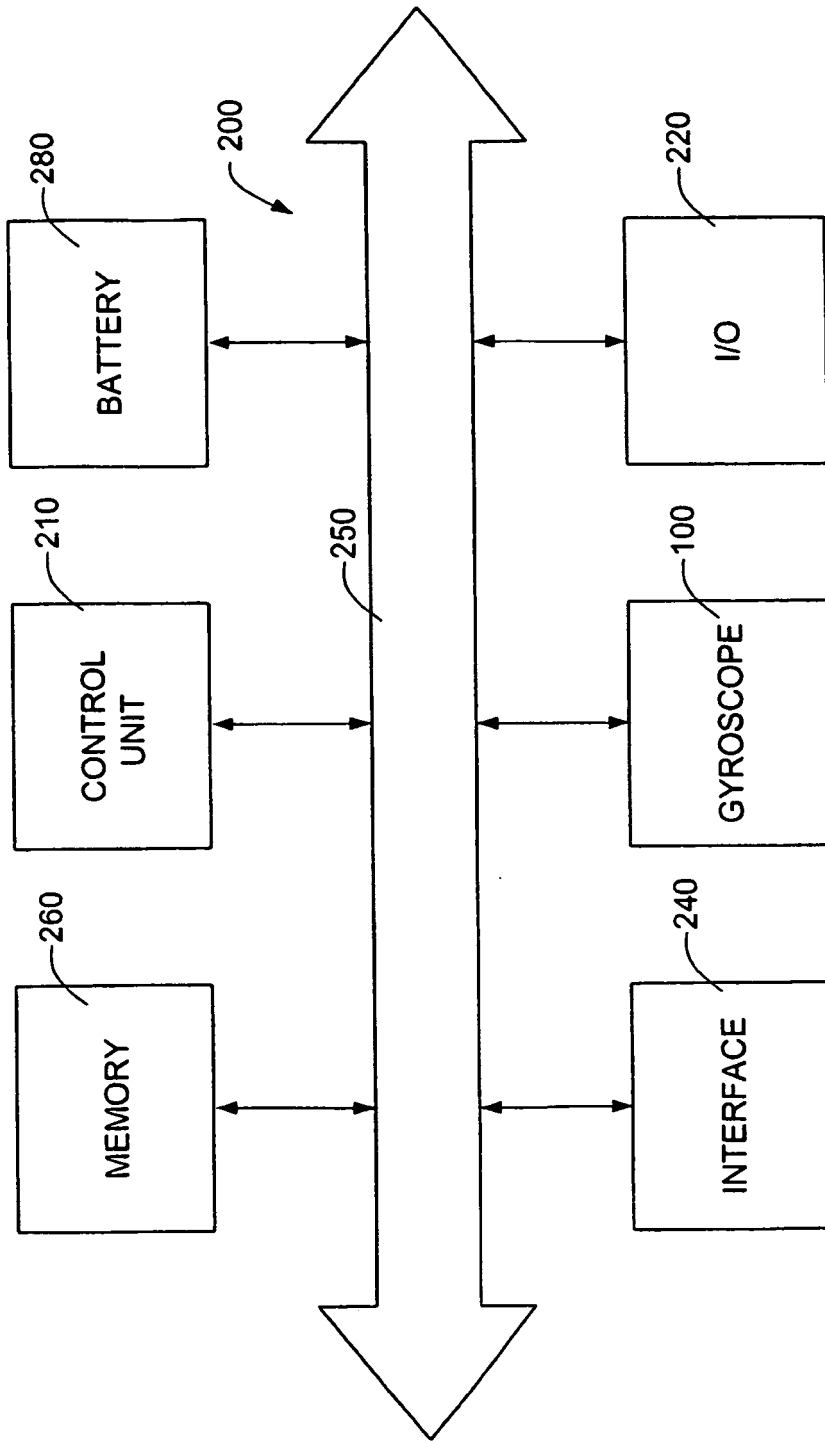 260
MEMORY
210
CONTROL
UNIT
280
BATTERY
200
250
240
INTERFACE
100
GYROSCOPE
220
I/O